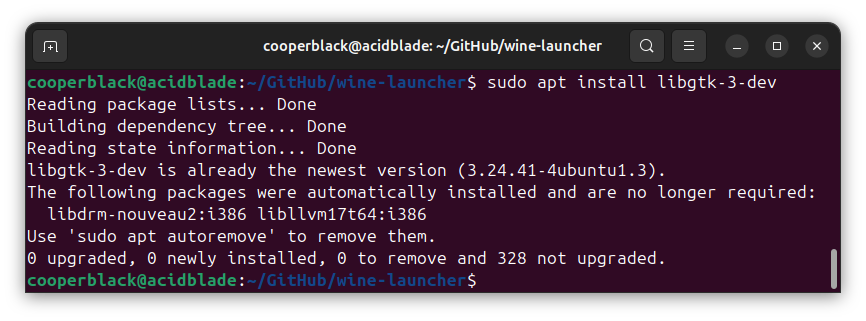 cooperblack@acidblade: ~/GitHub/wine-launcher
cooperblack@acidblade:~/GitHub/wine-launcher$ sudo apt install libgtk-3-dev
Reading package lists... Done
Building dependency tree... Done
Reading state information... Done
libgtk-3-dev is already the newest version (3.24.41-4ubuntu1.3).
The following packages were automatically installed and are no longer required:
  libdrm-nouveau2:i386 libllvm17t64:i386
Use 'sudo apt autoremove' to remove them.
0 upgraded, 0 newly installed, 0 to remove and 328 not upgraded.
cooperblack@acidblade:~/GitHub/wine-launcher$